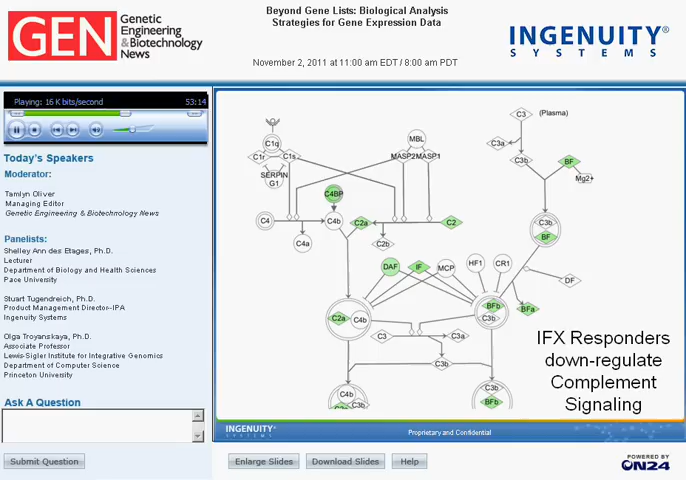 GEN
Genetic
Engineering
& Biotechnology
News
Beyond Gene Lists: Biological Analysis
Strategies for Gene Expression Data
November 2, 2011 at 11:00 am EDT / 8:00 am PDT
INGENUITY®
SYSTEMS
Playing: 16 K bits/second 53:14
Today's Speakers
Moderator:
Tamlyn Oliver
Managing Editor
Genetic Engineering & Biotechnology News
Panelists:
Shelley Ann des Etages, Ph.D.
Lecturer
Department of Biology and Health Sciences
Pace University
Stuart Tugendreich, Ph.D.
Product Management Director–IPA
Ingenuity Systems
Olga Troyanskaya, Ph.D.
Associate Professor
Lewis-Sigler Institute for Integrative Genomics
Department of Computer Science
Princeton University
Ask A Question
Submit Question
C3 (Plasma)
C1q
MBL
C3a
C1r C1s
MASP2 MASP1
C3b
BF
SERPIN
G1
Mg2+
C4BP
C4
C4b
C2a
C2
C3b
BF
C4a
C2b
DAF
IF
MCP
HF1
CR1
DF
BFb
C3b
BFa
C2a
C4b
C3
C3a
C3b
C4b
C3b
BFb
IFX Responders
down-regulate
Complement
Signaling
INGENUITY
SYSTEMS
Proprietary and Confidential
Enlarge Slides
Download Slides
Help
POWERED BY
ON24